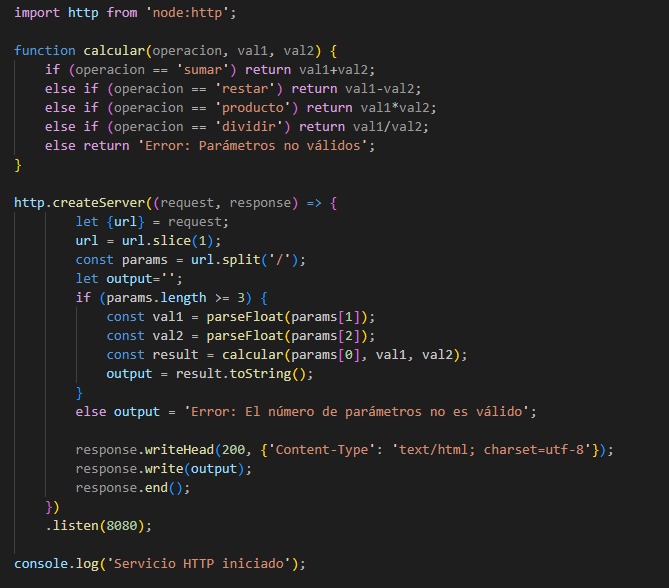 import http from 'node:http';

function calcular(operacion, val1, val2) {
    if (operacion == 'sumar') return val1+val2;
    else if (operacion == 'restar') return val1-val2;
    else if (operacion == 'producto') return val1*val2;
    else if (operacion == 'dividir') return val1/val2;
    else return 'Error: Parámetros no válidos';
}

http.createServer((request, response) => {
        let {url} = request;
        url = url.slice(1);
        const params = url.split('/');
        let output='';
        if (params.length >= 3) {
            const val1 = parseFloat(params[1]);
            const val2 = parseFloat(params[2]);
            const result = calcular(params[0], val1, val2);
            output = result.toString();
        }
        else output = 'Error: El número de parámetros no es válido';

        response.writeHead(200, {'Content-Type': 'text/html; charset=utf-8'});
        response.write(output);
        response.end();
    })
    .listen(8080);

console.log('Servicio HTTP iniciado');